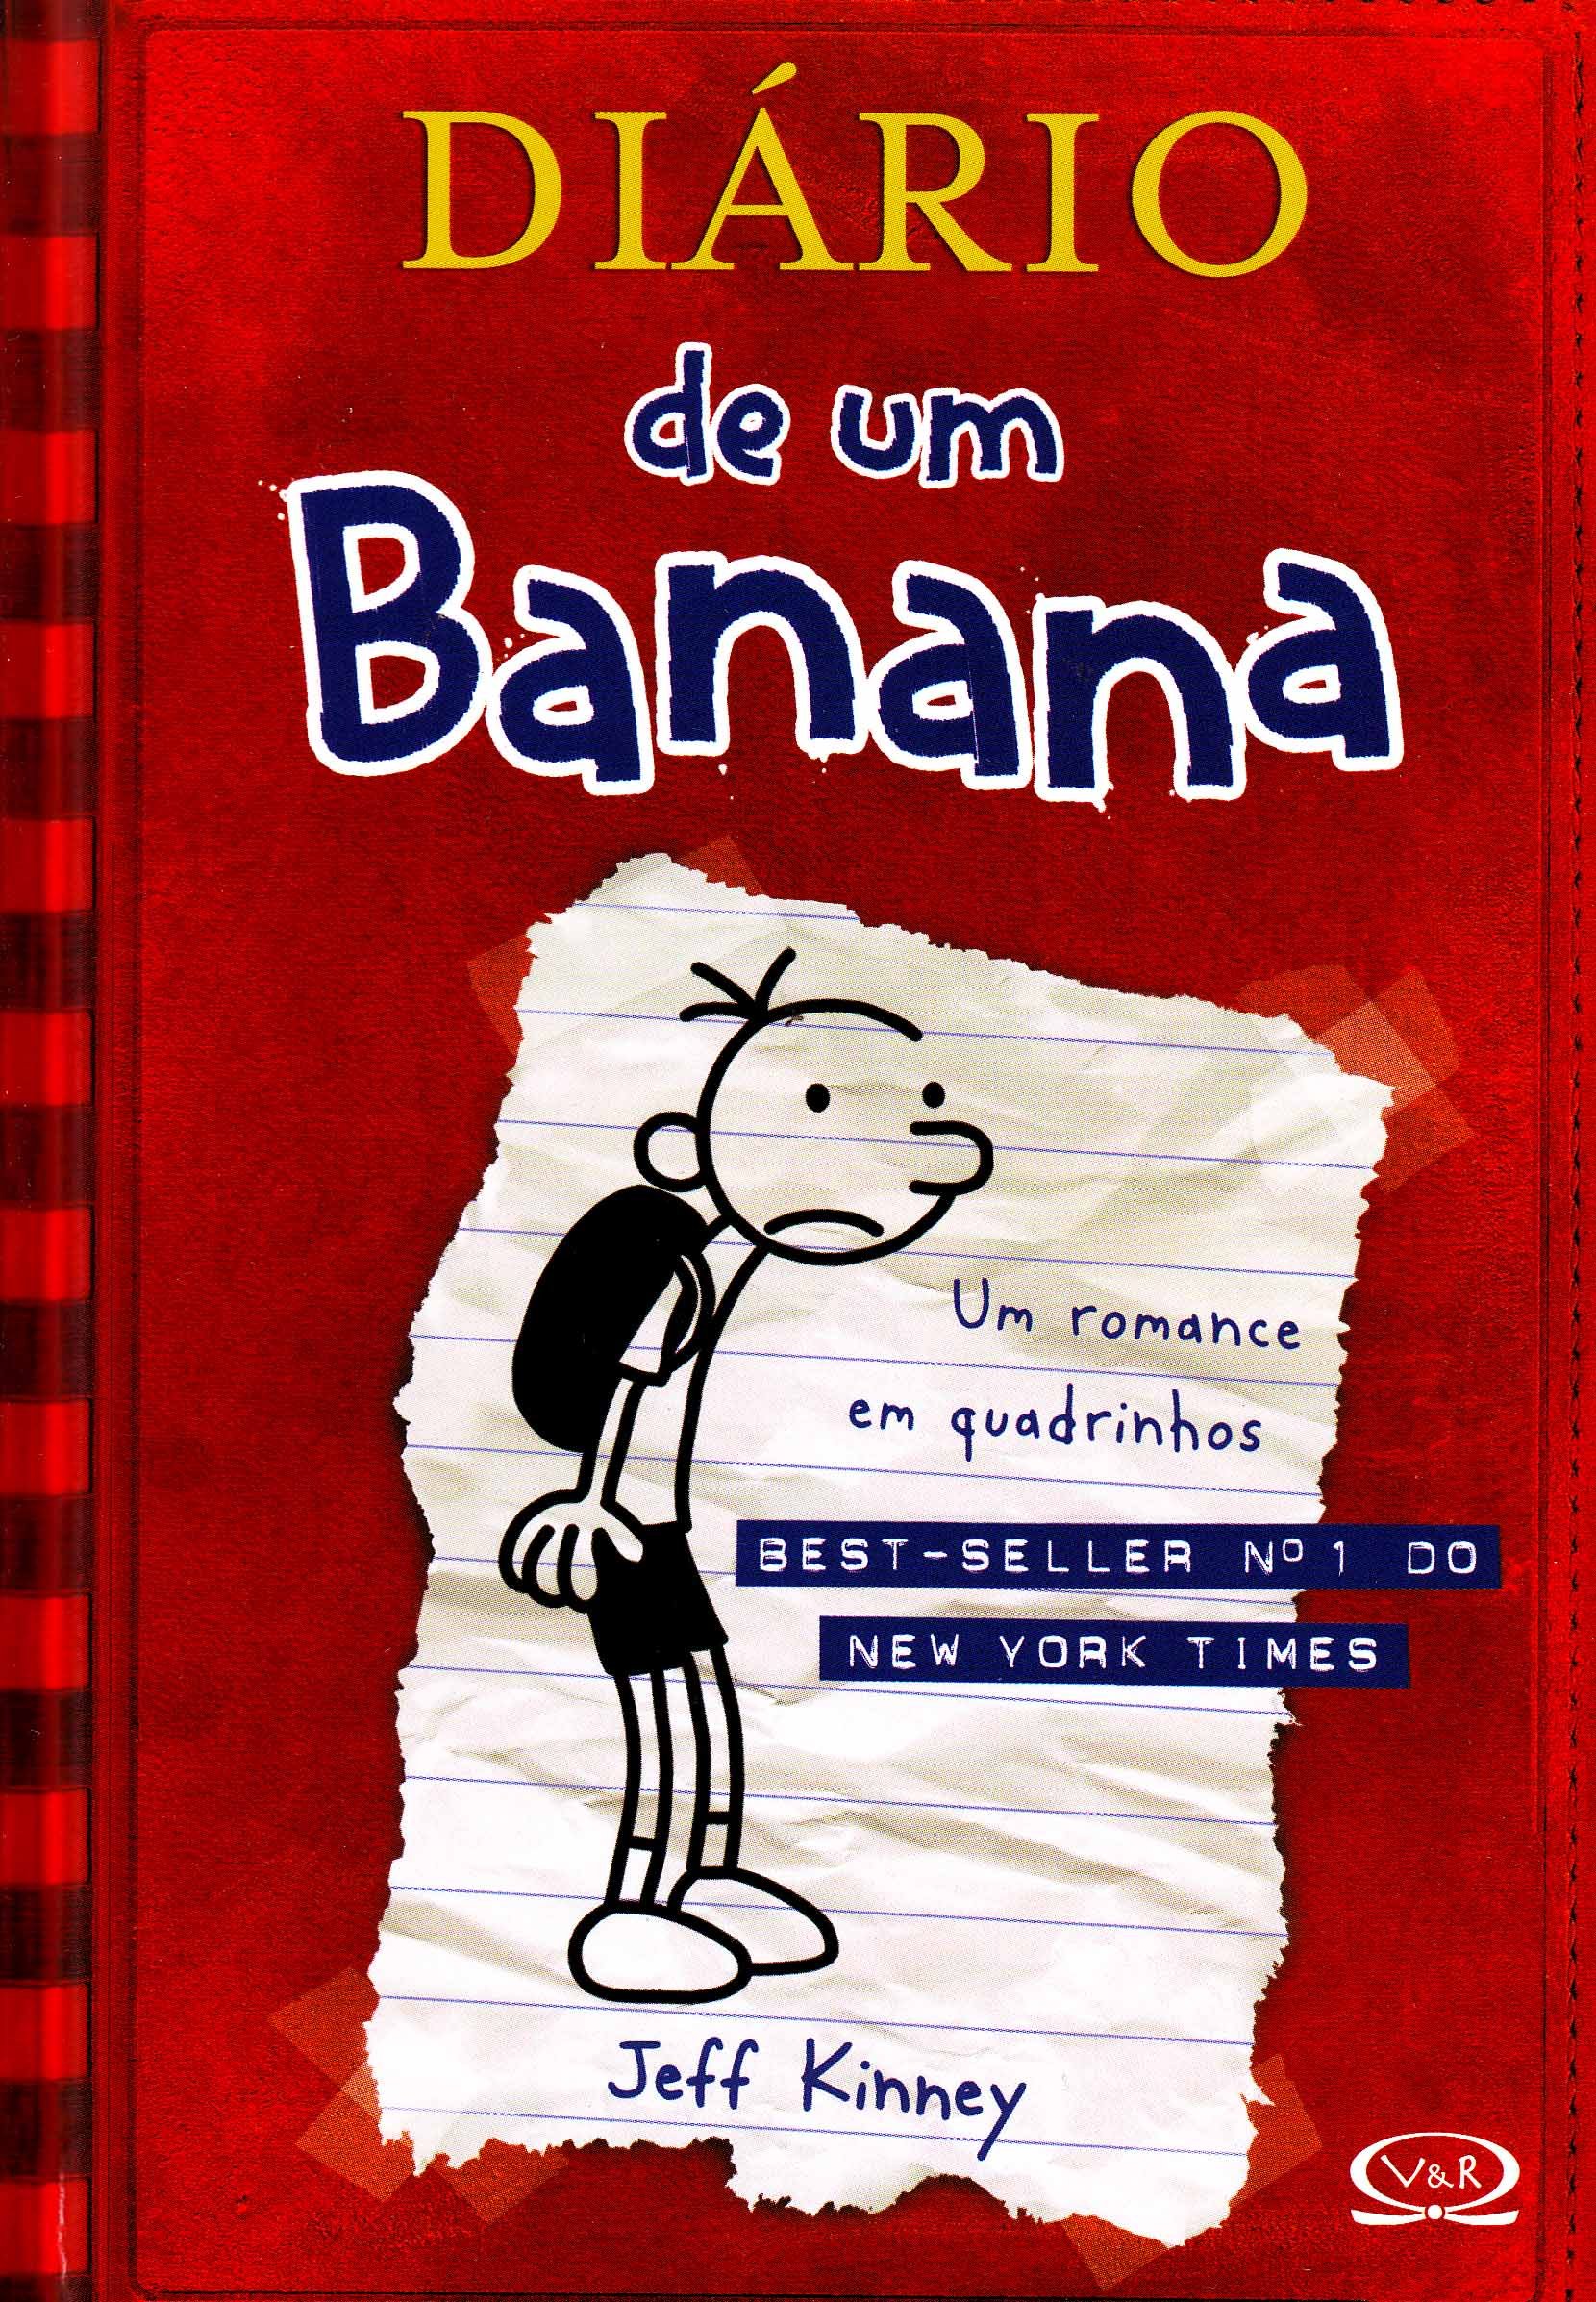 DIÁRIO
de um
Banana
Um romance
em quadrinhos
BEST-SELLER Nº 1 DO
NEW YORK TIMES
Jeff Kinney
V&R